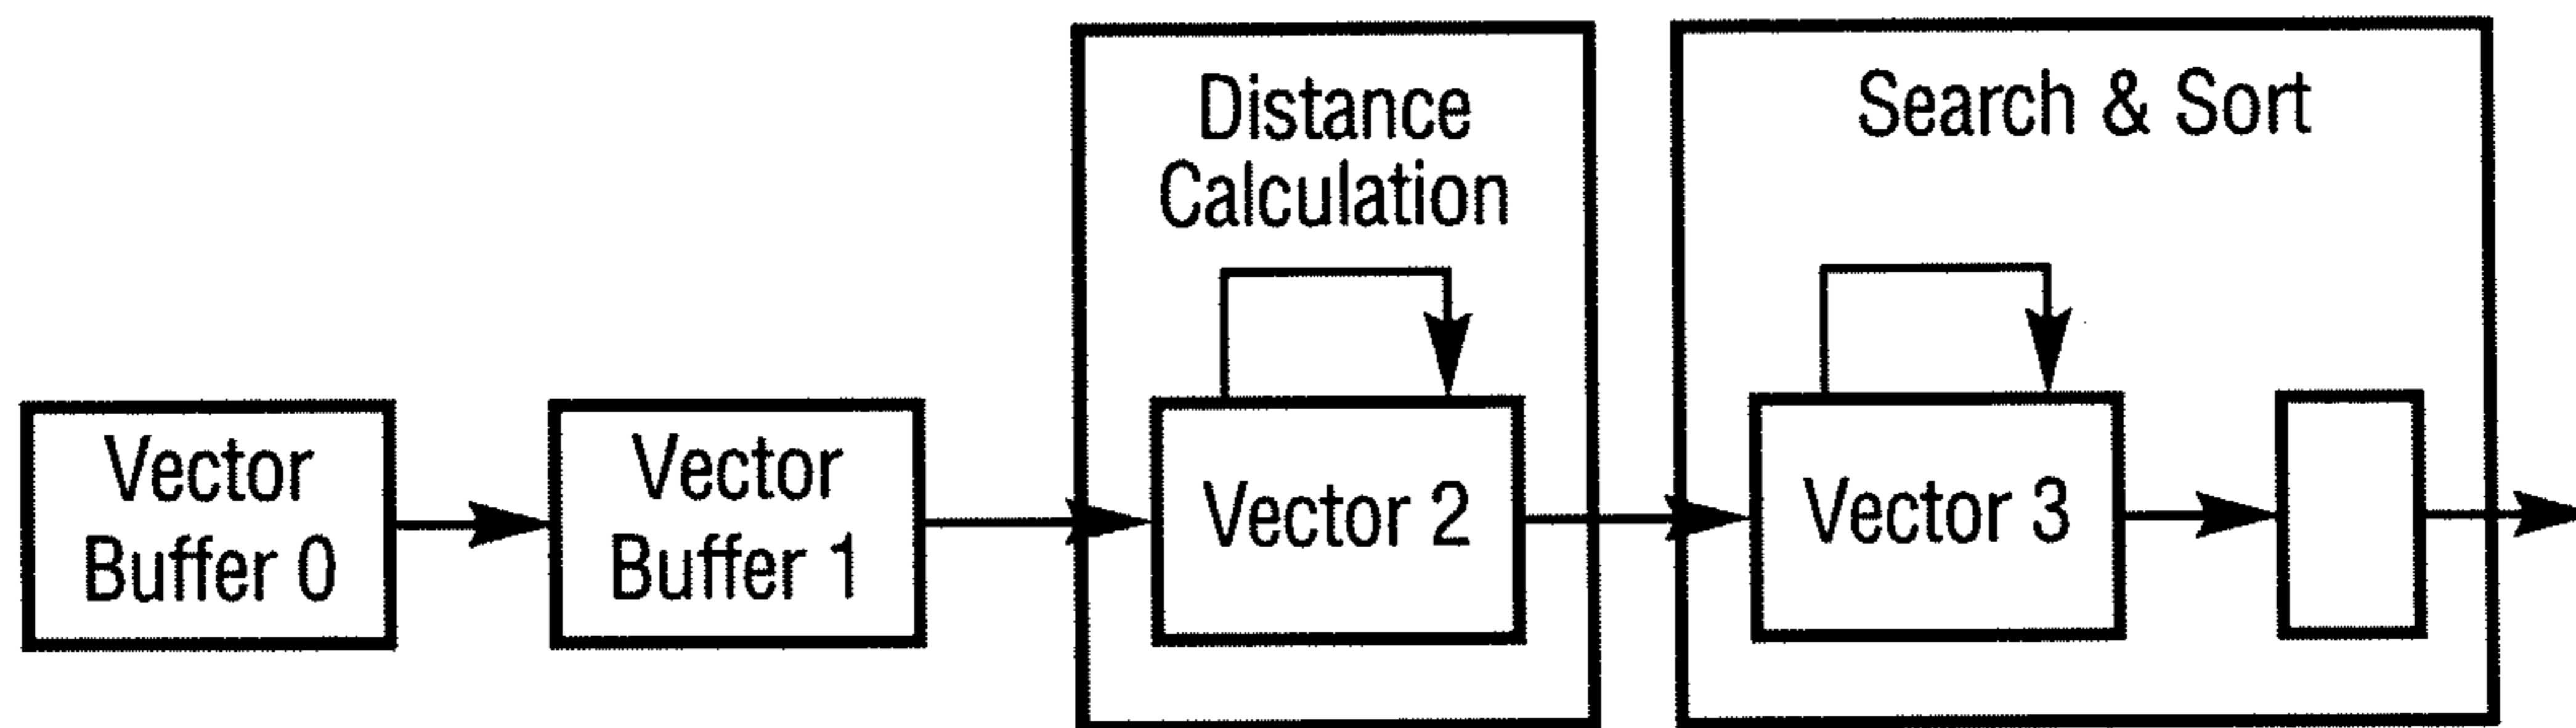 Distance
Calculation
Search & Sort
Vector
Buffer 0
Vector
Buffer 1
Vector 2
Vector 3